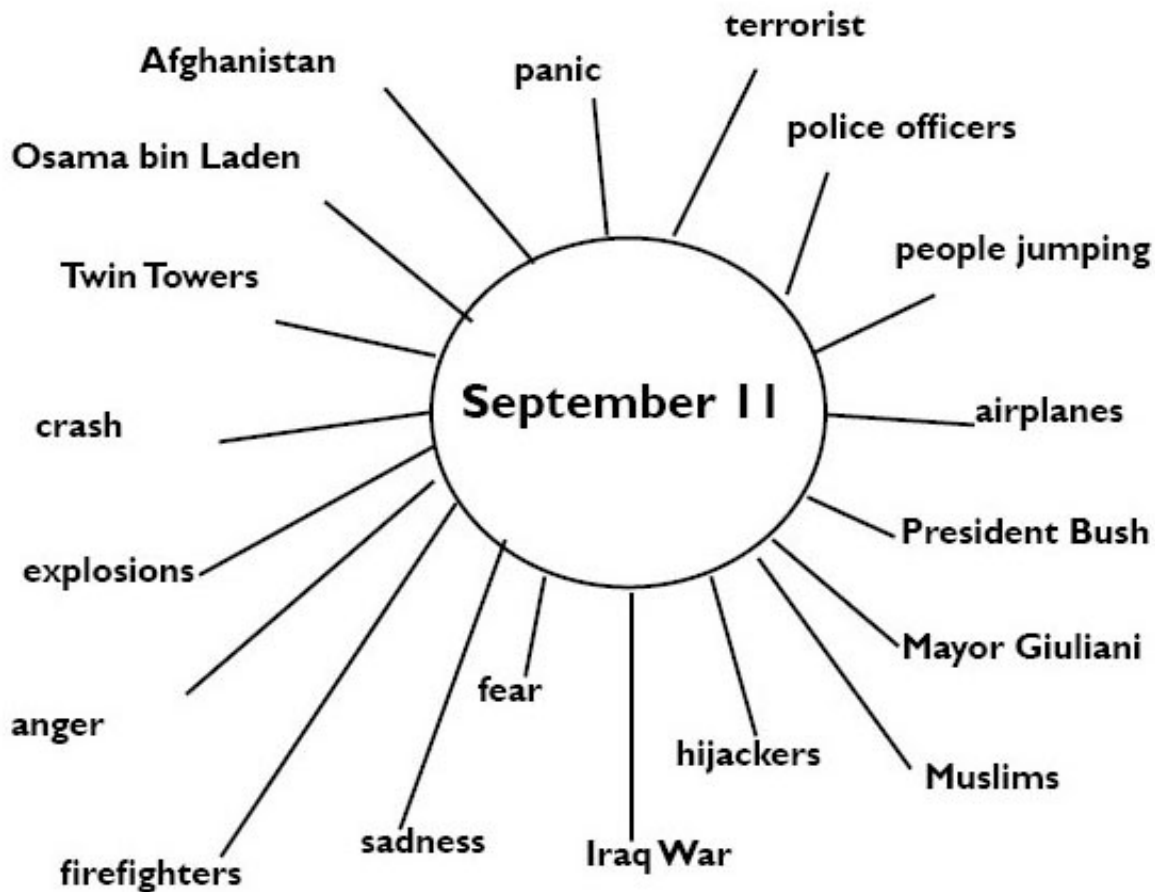 terrorist
Afghanistan
panic
police officers
Osama bin Laden
people jumping
Twin Towers
September 11
airplanes
crash
President Bush
explosions
Mayor Giuliani
fear
anger
hijackers
Muslims
sadness
Iraq War
firefighters